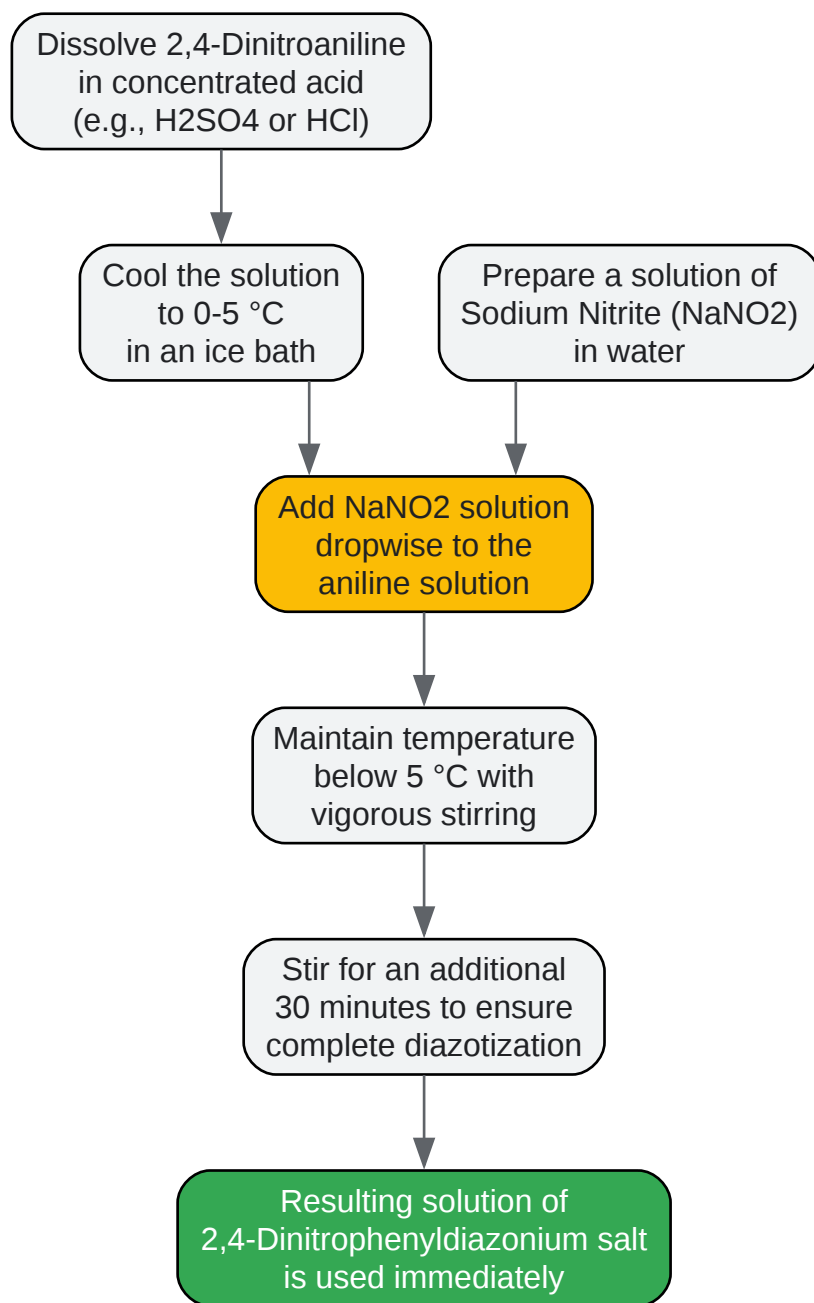 Dissolve 2,4-Dinitroaniline
in concentrated acid
(e.g., H2SO4 or HCl)
Cool the solution
to 0-5 °C
in an ice bath
Prepare a solution of
Sodium Nitrite (NaNO2)
in water
Add NaNO2 solution
dropwise to the
aniline solution
Maintain temperature
below 5 °C with
vigorous stirring
Stir for an additional
30 minutes to ensure
complete diazotization
Resulting solution of
2,4-Dinitrophenyldiazonium salt
is used immediately